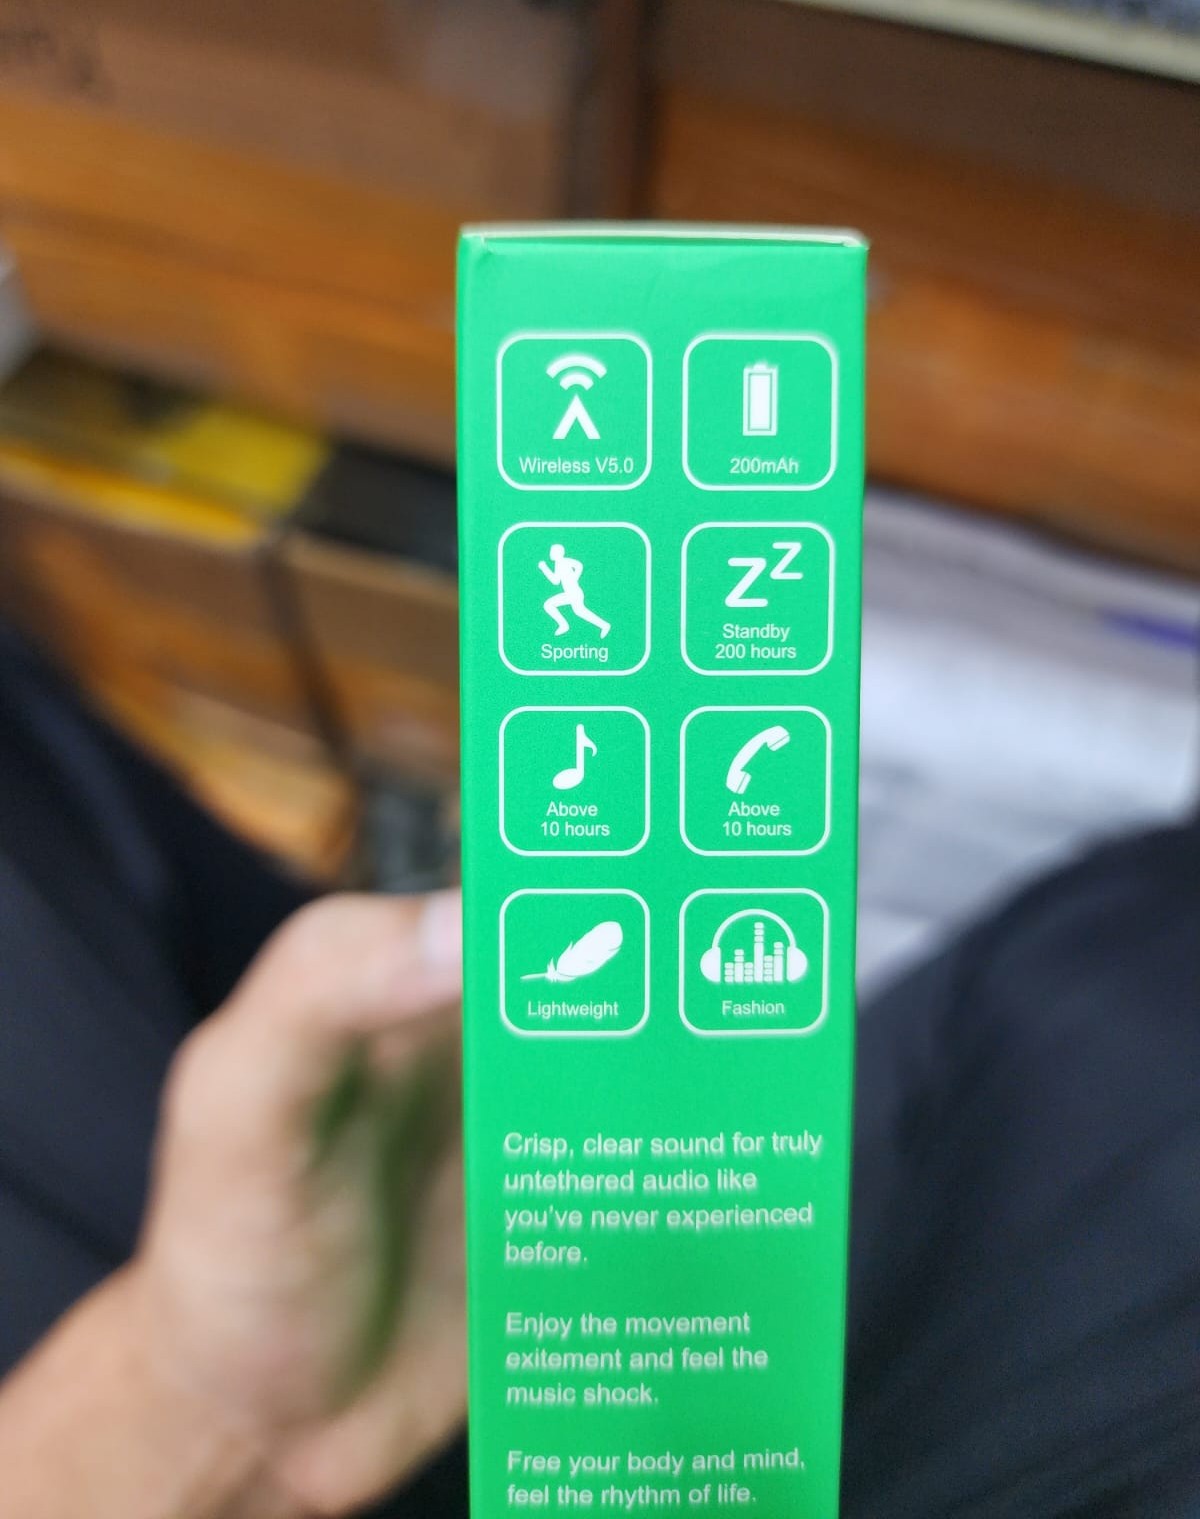 Wireless V5.0
200mAh
Sporting
Standby
200 hours
Above
10 hours
Above
10 hours
Lightweight
Fashion
Crisp, clear sound for truly
untethered audio like
you've never experienced
before.
Enjoy the movement
exitement and feel the
music shock.
Free your body and mind,
feel the rhythm of life.